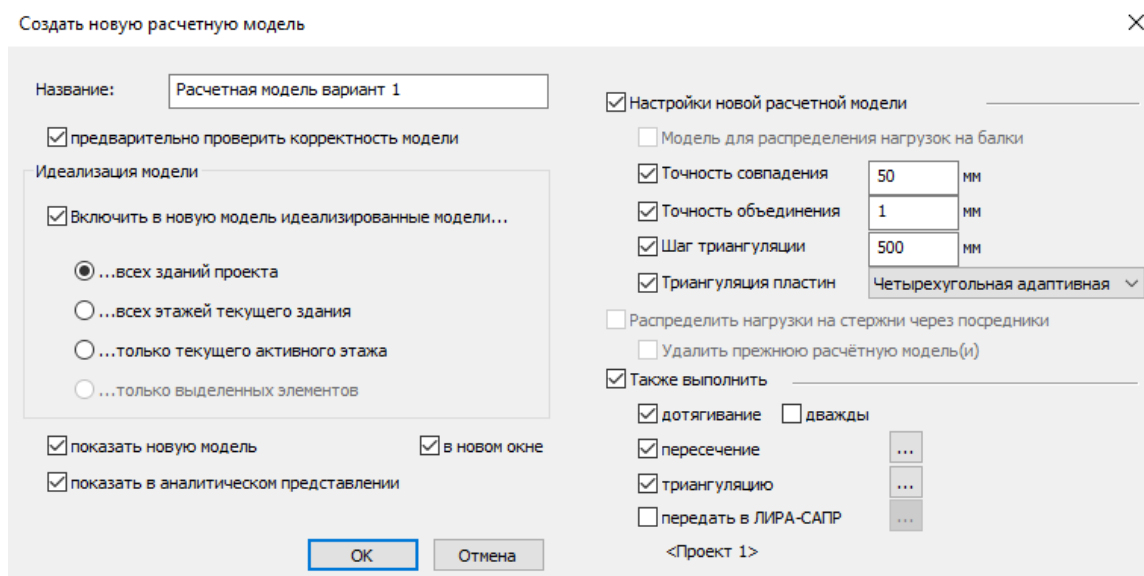 Создать новую расчетную модель
Название: Расчетная модель вариант 1
предварительно проверить корректность модели
Идеализация модели
Включить в новую модель идеализированные модели...
...всех зданий проекта
...всех этажей текущего здания
...только текущего активного этажа
...только выделенных элементов
показать новую модель в новом окне
показать в аналитическом представлении
OK Отмена
Настройки новой расчетной модели
Модель для распределения нагрузок на балки
Точность совпадения 50 мм
Точность объединения 1 мм
Шаг триангуляции 500 мм
Триангуляция пластин Четырехугольная адаптивная
Распределить нагрузки на стержни через посредники
Удалить прежнюю расчётную модель(и)
Также выполнить
дотягивание дважды
пересечение ...
триангуляцию ...
передать в ЛИРА-САПР ...
<Проект 1>